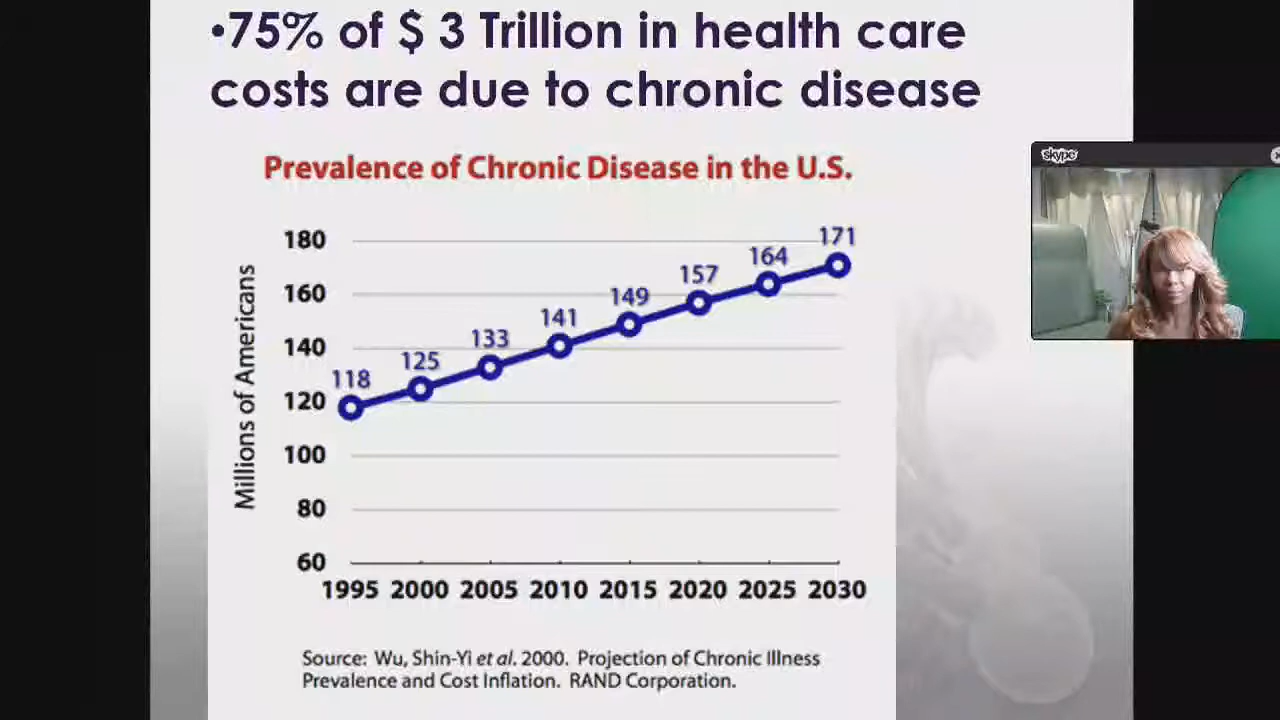 •75% of $ 3 Trillion in health care
costs are due to chronic disease
skype
Prevalence of Chronic Disease in the U.S.
Millions of Americans
180
160
140
120
100
80
60
118
125
133
141
149
157
164
171
1995 2000 2005 2010 2015 2020 2025 2030
Source: Wu, Shin-Yi et al. 2000. Projection of Chronic Illness
Prevalence and Cost Inflation. RAND Corporation.